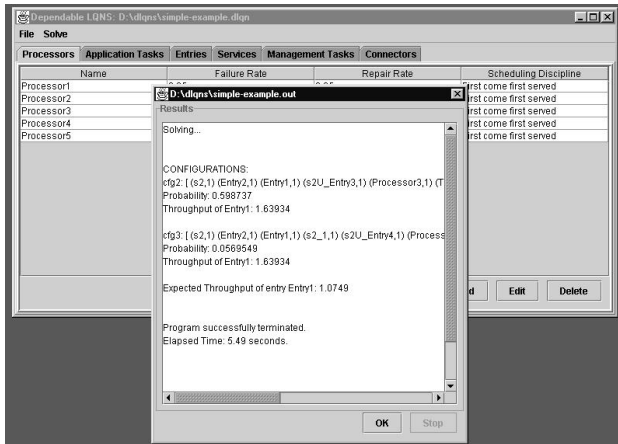 Dependable LQNS: D:\dlqns\simple-example.dlqn
File Solve
Processors Application Tasks Entries Services Management Tasks Connectors
Name Failure Rate Repair Rate Scheduling Discipline
Processor1 First come first served
Processor2 irst come first served
Processor3 irst come first served
Processor4 irst come first served
Processor5 irst come first served
D:\dlqns\simple-example.out
Results
Solving...
CONFIGURATIONS:
cfg2: [ (s2,1) (Entry2,1) (Entry1,1) (s2U_Entry3,1) (Processor3,1) (T
Probability: 0.598737
Throughput of Entry1: 1.63934
cfg3: [ (s2,1) (Entry2,1) (Entry1,1) (s2_1,1) (s2U_Entry4,1) (Process
Probability: 0.0569549
Throughput of Entry1: 1.63934
Expected Throughput of entry Entry1: 1.0749
Program successfully terminated.
Elapsed Time: 5.49 seconds.
d Edit Delete
OK Stop